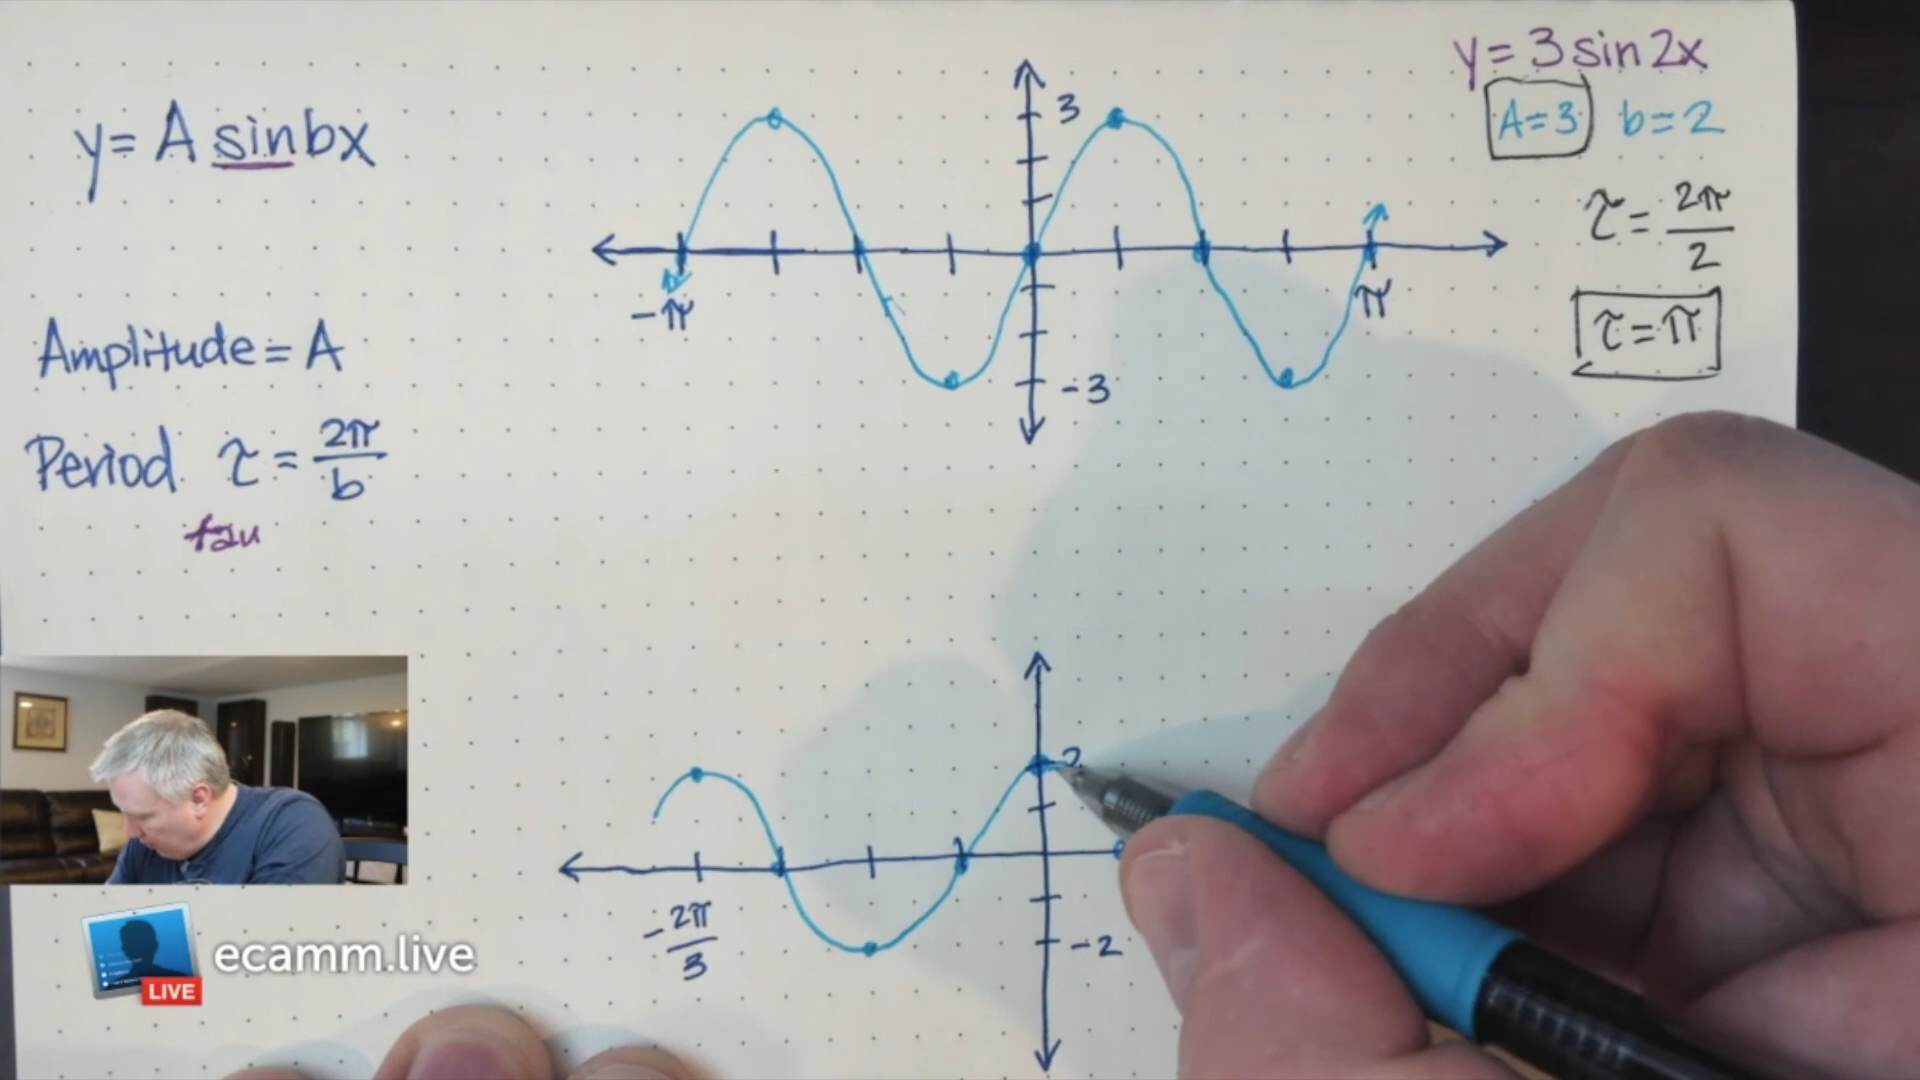 y = A sin bx
Amplitude = A
Period τ = 2π/b
tau
3
-π
π
-3
y = 3 sin 2x
A = 3 b = 2
τ = 2π/2
τ = π
2
-2π/3
-2
ecamm.live
LIVE